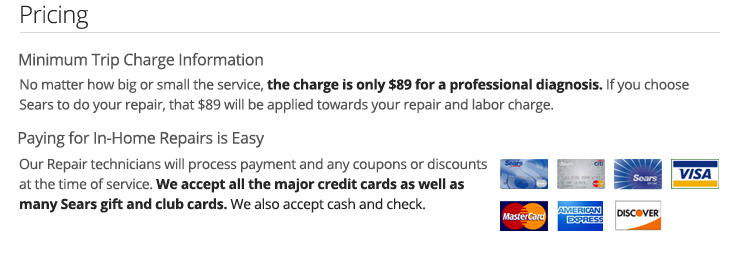 Pricing
Minimum Trip Charge Information
No matter how big or small the service, the charge is only $89 for a professional diagnosis. If you choose
Sears to do your repair, that $89 will be applied towards your repair and labor charge.
Paying for In-Home Repairs is Easy
Our Repair technicians will process payment and any coupons or discounts
at the time of service. We accept all the major credit cards as well as
many Sears gift and club cards. We also accept cash and check.
Sears
citi
Sears
VISA
MasterCard
AMERICAN
EXPRESS
DISCOVER